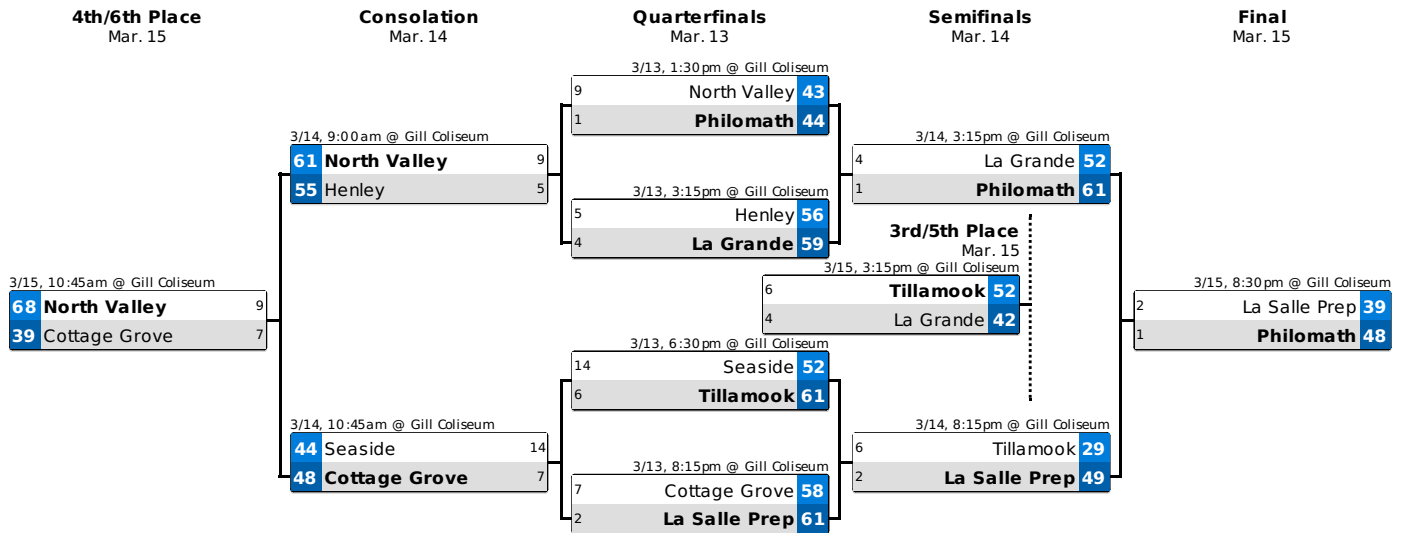 4th/6th Place
Mar. 15
Consolation
Mar. 14
Quarterfinals
Mar. 13
Semifinals
Mar. 14
Final
Mar. 15
3/15, 10:45am @ Gill Coliseum
68 North Valley 9
39 Cottage Grove 7
3/14, 9:00am @ Gill Coliseum
61 North Valley 9
55 Henley 5
3/14, 10:45am @ Gill Coliseum
44 Seaside 14
48 Cottage Grove 7
3/13, 1:30pm @ Gill Coliseum
9 North Valley 43
1 Philomath 44
3/13, 3:15pm @ Gill Coliseum
5 Henley 56
4 La Grande 59
3/13, 6:30pm @ Gill Coliseum
14 Seaside 52
6 Tillamook 61
3/13, 8:15pm @ Gill Coliseum
7 Cottage Grove 58
2 La Salle Prep 61
3/14, 3:15pm @ Gill Coliseum
4 La Grande 52
1 Philomath 61
3rd/5th Place
Mar. 15
3/15, 3:15pm @ Gill Coliseum
6 Tillamook 52
4 La Grande 42
3/14, 8:15pm @ Gill Coliseum
6 Tillamook 29
2 La Salle Prep 49
3/15, 8:30pm @ Gill Coliseum
2 La Salle Prep 39
1 Philomath 48